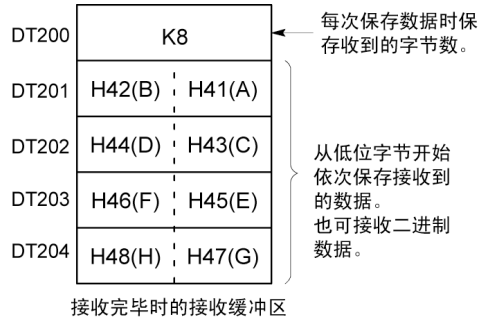 DT200 K8 每次保存数据时保
存收到的字节数。
DT201 H42(B) H41(A)
DT202 H44(D) H43(C)
从低位字节开始
依次保存接收到
的数据。
也可接收二进制
数据。
DT203 H46(F) H45(E)
DT204 H48(H) H47(G)
接收完毕时的接收缓冲区